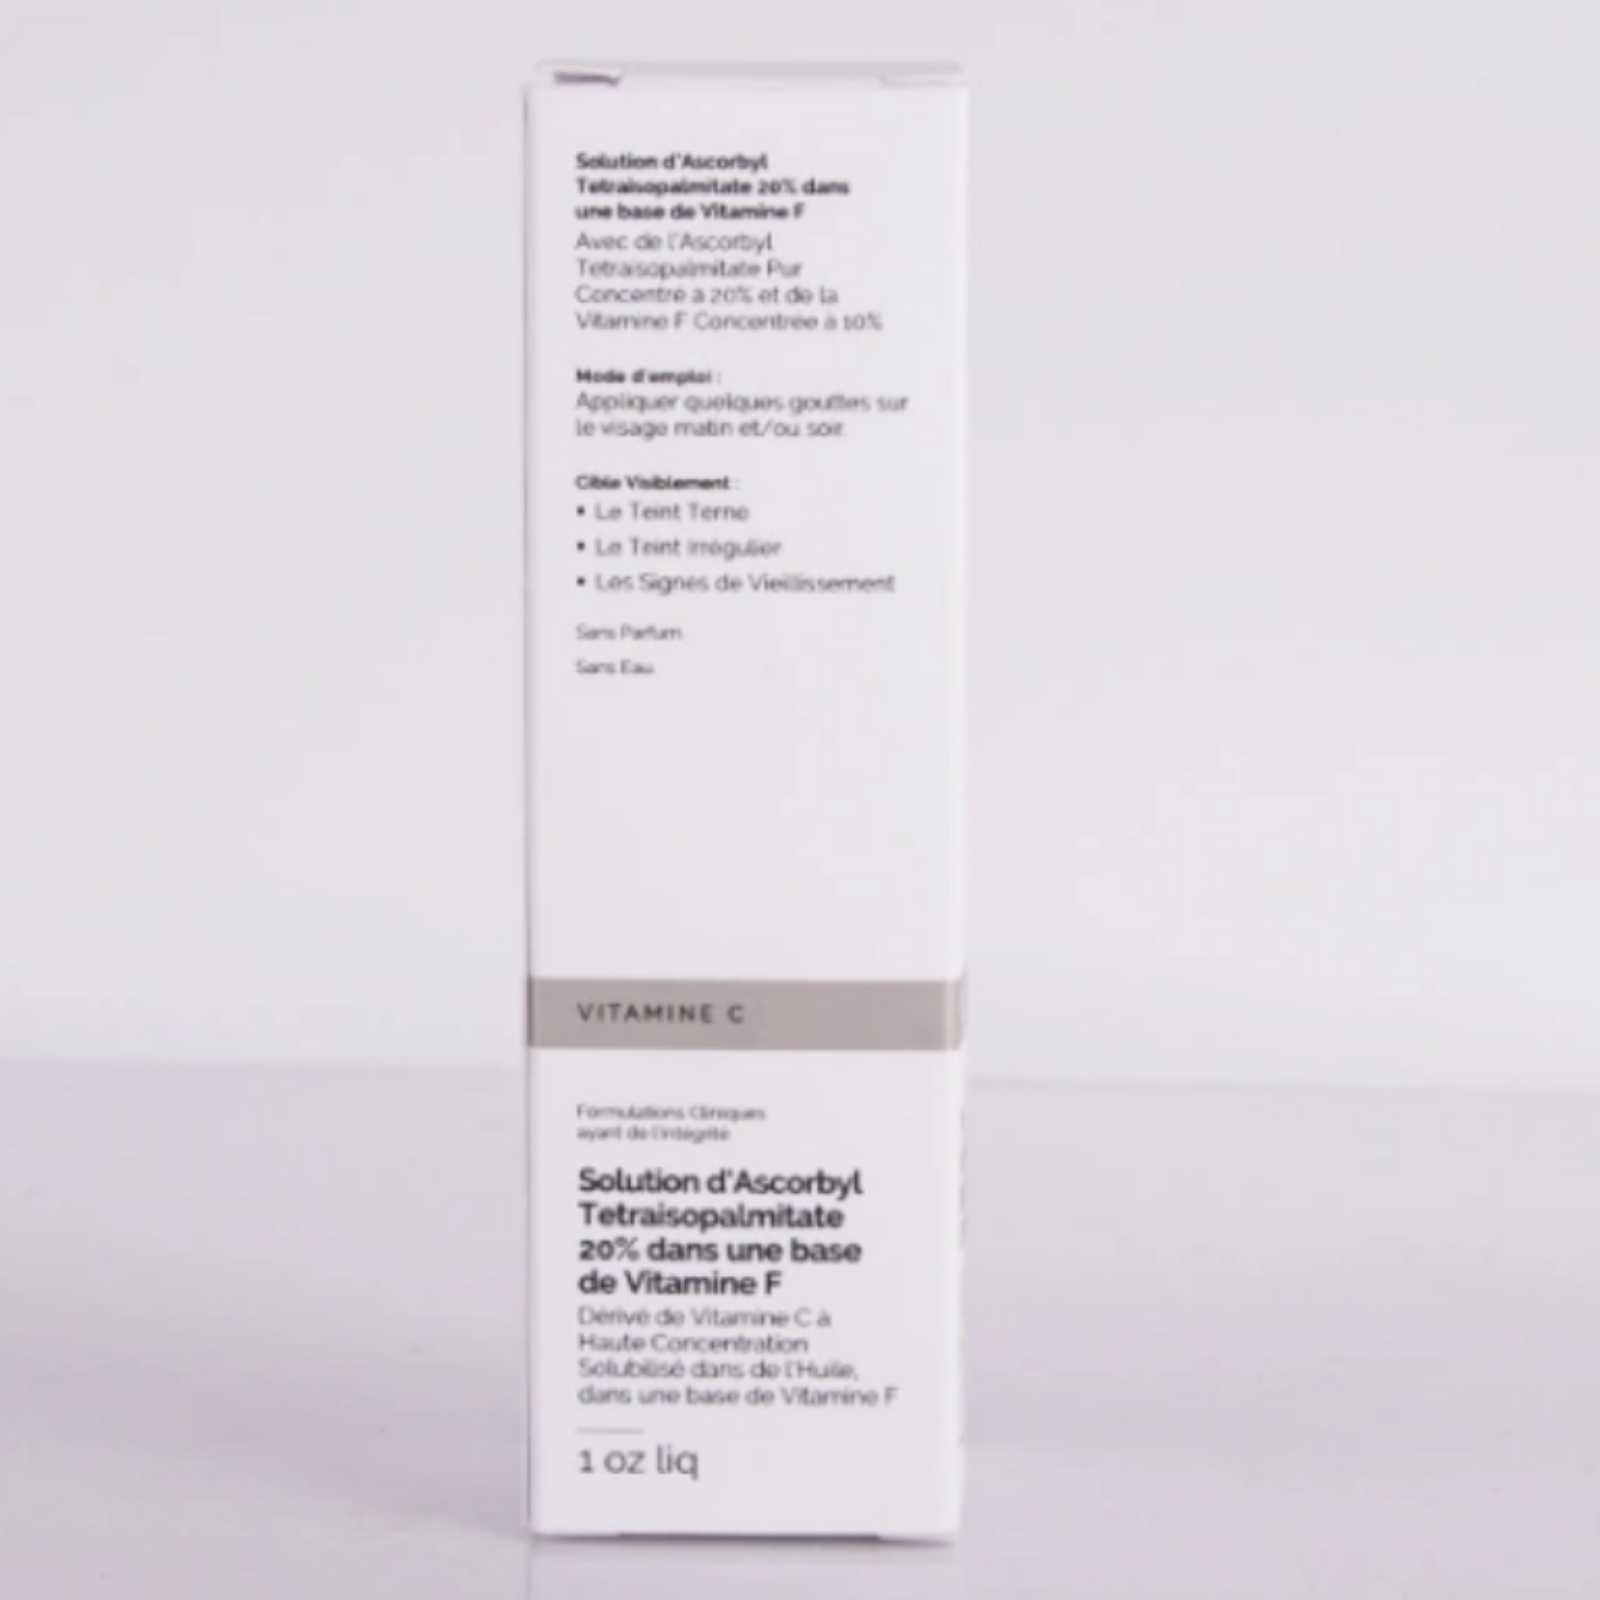 Solution d'Ascorbyl
Tetraisopalmitate 20% dans
une base de Vitamine F
Avec de l'Ascorbyl
Tetraisopalmitate Pur
Concentré à 20% et de la
Vitamine F Concentrée à 10%
Mode d'emploi :
Appliquer quelques gouttes sur
le visage matin et/ou soir.
Cible Visiblement :
• Le Teint Terne
• Le Teint Irrégulier
• Les Signes de Vieillissement
Sans Parfum.
Sans Eau.
VITAMINE C
Formulations Cliniques
ayant de l'Intégrité.
Solution d'Ascorbyl
Tetraisopalmitate
20% dans une base
de Vitamine F
Dérivé de Vitamine C à
Haute Concentration
Solubilisé dans de l'Huile,
dans une base de Vitamine F
1 oz liq